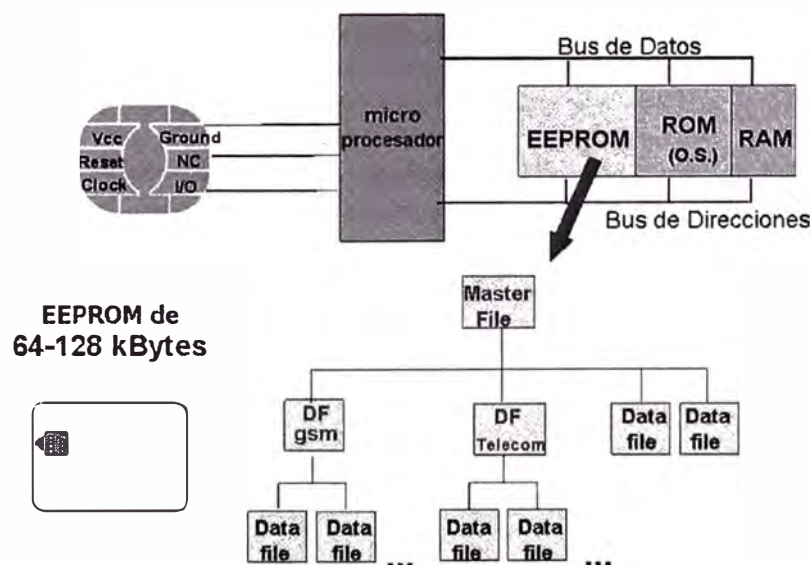 Bus de Datos
micro
procesador
Vcc
Ground
Reset
NC
Clock
I/O
EEPROM
ROM
(O.S.)
RAM
Bus de Direcciones
EEPROM de
64-128 kBytes
Master
File
DF
gsm
DF
Telecom
Data
file
Data
file
Data
file
Data
file
...
Data
file
Data
file
...